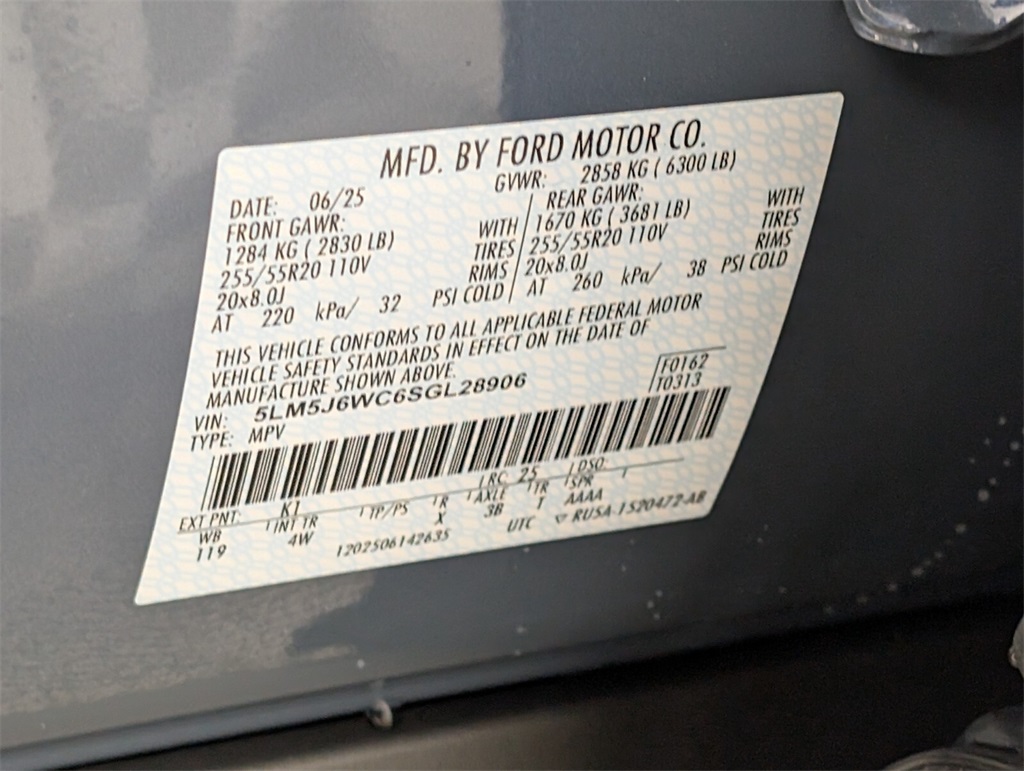 MFD. BY FORD MOTOR CO.
DATE: 06/25 GVWR: 2858 KG ( 6300 LB)
FRONT GAWR: REAR GAWR:
1284 KG ( 2830 LB) WITH 1670 KG ( 3681 LB) WITH
255/55R20 110V TIRES 255/55R20 110V TIRES
20x8.0J RIMS 20x8.0J RIMS
AT 220 kPa/ 32 PSI COLD AT 260 kPa/ 38 PSI COLD
THIS VEHICLE CONFORMS TO ALL APPLICABLE FEDERAL MOTOR
VEHICLE SAFETY STANDARDS IN EFFECT ON THE DATE OF
MANUFACTURE SHOWN ABOVE.
F0162
T0313
VIN: 5LM5J6WC6SGL28906
TYPE: MPV
EXT PNT: K1 RC: 25 DSO:
WB INT TR TP/PS R AXLE TR SPR
119 4W X 3B T AAAA
1202506142635 UTC ▽ RUSA-1520472-AB